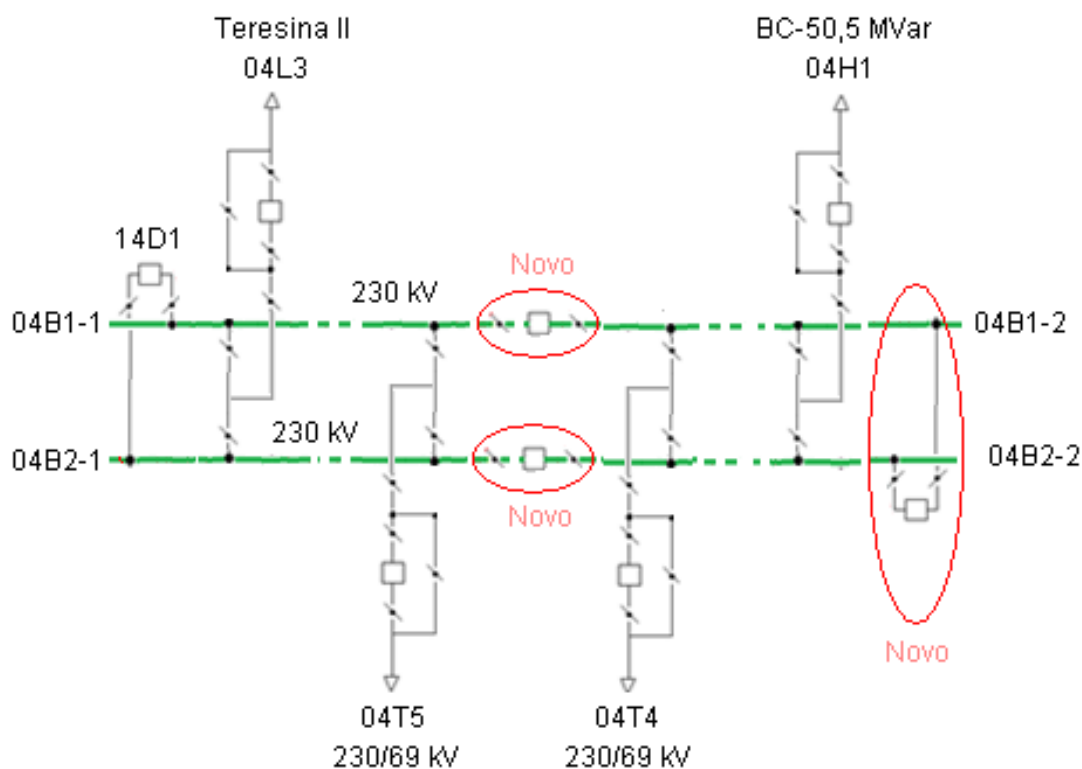 Teresina II
04L3
BC-50,5 MVar
04H1
14D1
Novo
230 kV
04B1-1
04B1-2
230 kV
04B2-1
04B2-2
Novo
Novo
04T5
230/69 kV
04T4
230/69 kV